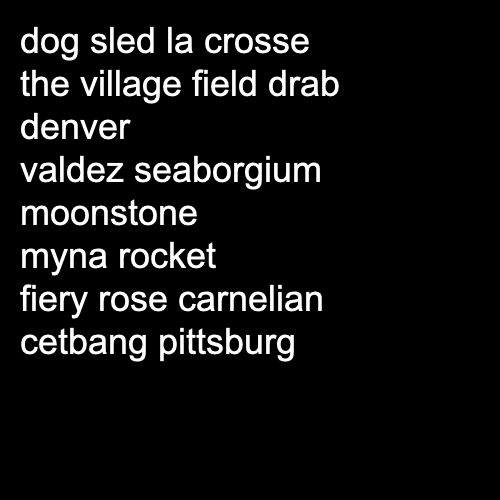 dog sled la crosse
the village field drab
denver
valdez seaborgium
moonstone
myna rocket
fiery rose carnelian
cetbang pittsburg